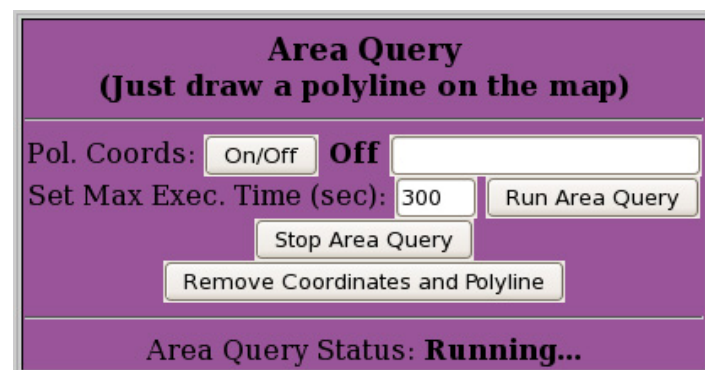 Area Query
(Just draw a polyline on the map)
Pol. Coords: On/Off Off
Set Max Exec. Time (sec): 300 Run Area Query
Stop Area Query
Remove Coordinates and Polyline
Area Query Status: Running...